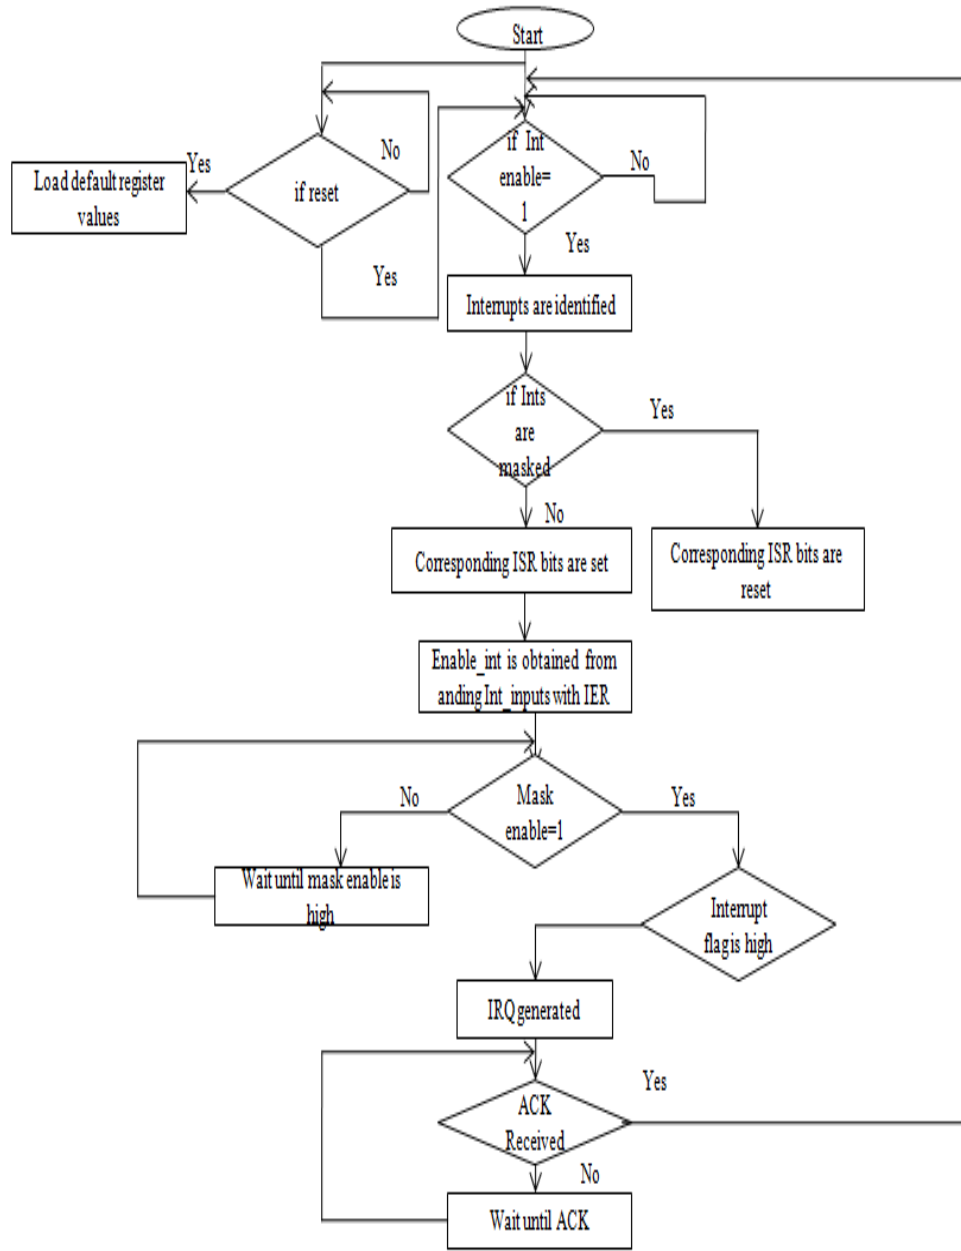 Start
No
Yes
if reset
Load default register
values
Yes
if Int
enable=
1
No
Yes
Interrupts are identified
if Ints
are
masked
Yes
No
Corresponding ISR bits are set
Corresponding ISR bits are
reset
Enable_int is obtained from
anding Int_inputs with IER
No
Mask
enable=1
Yes
Wait until mask enable is
high
Interrupt
flag is high
IRQ generated
Yes
ACK
Received
No
Wait until ACK